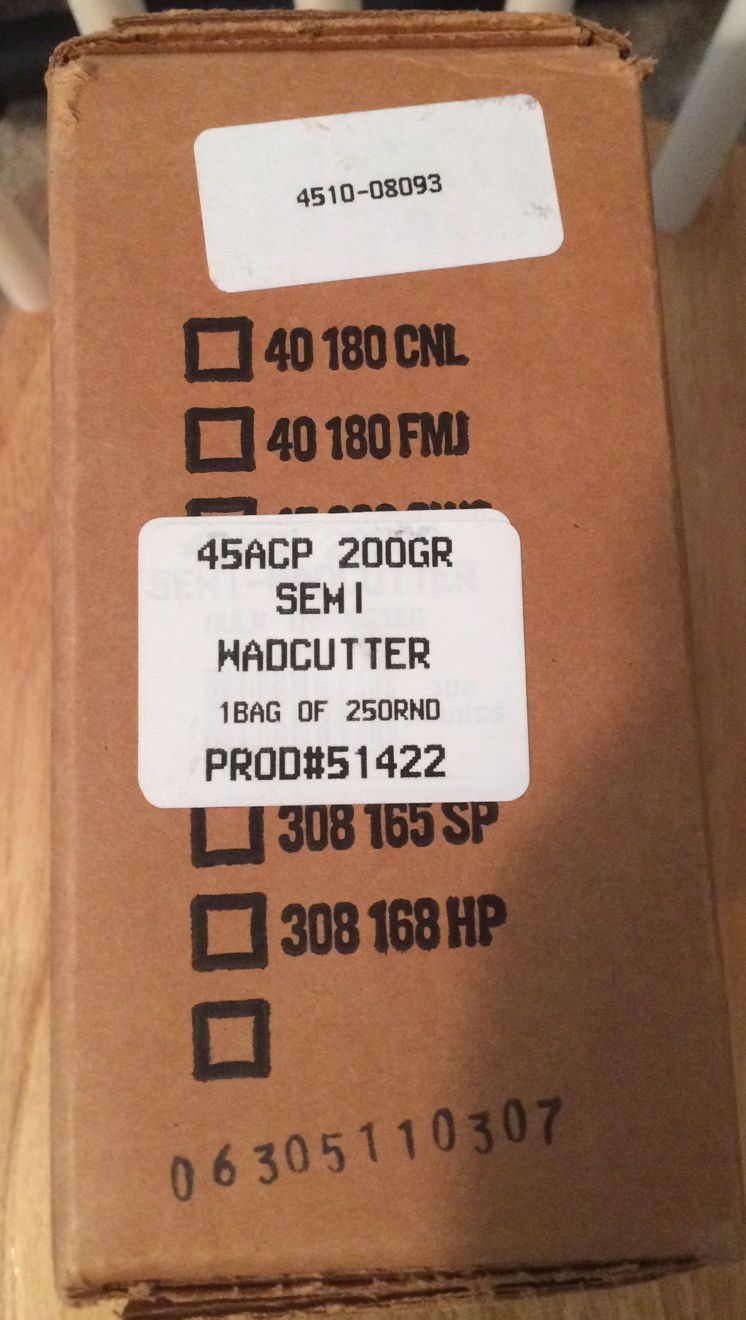 4510-08093
40 180 CNL
40 180 FMJ
45ACP 200GR
SEMI
WADCUTTER
1BAG OF 250RND
PROD#51422
308 165 SP
308 168 HP
06305110307